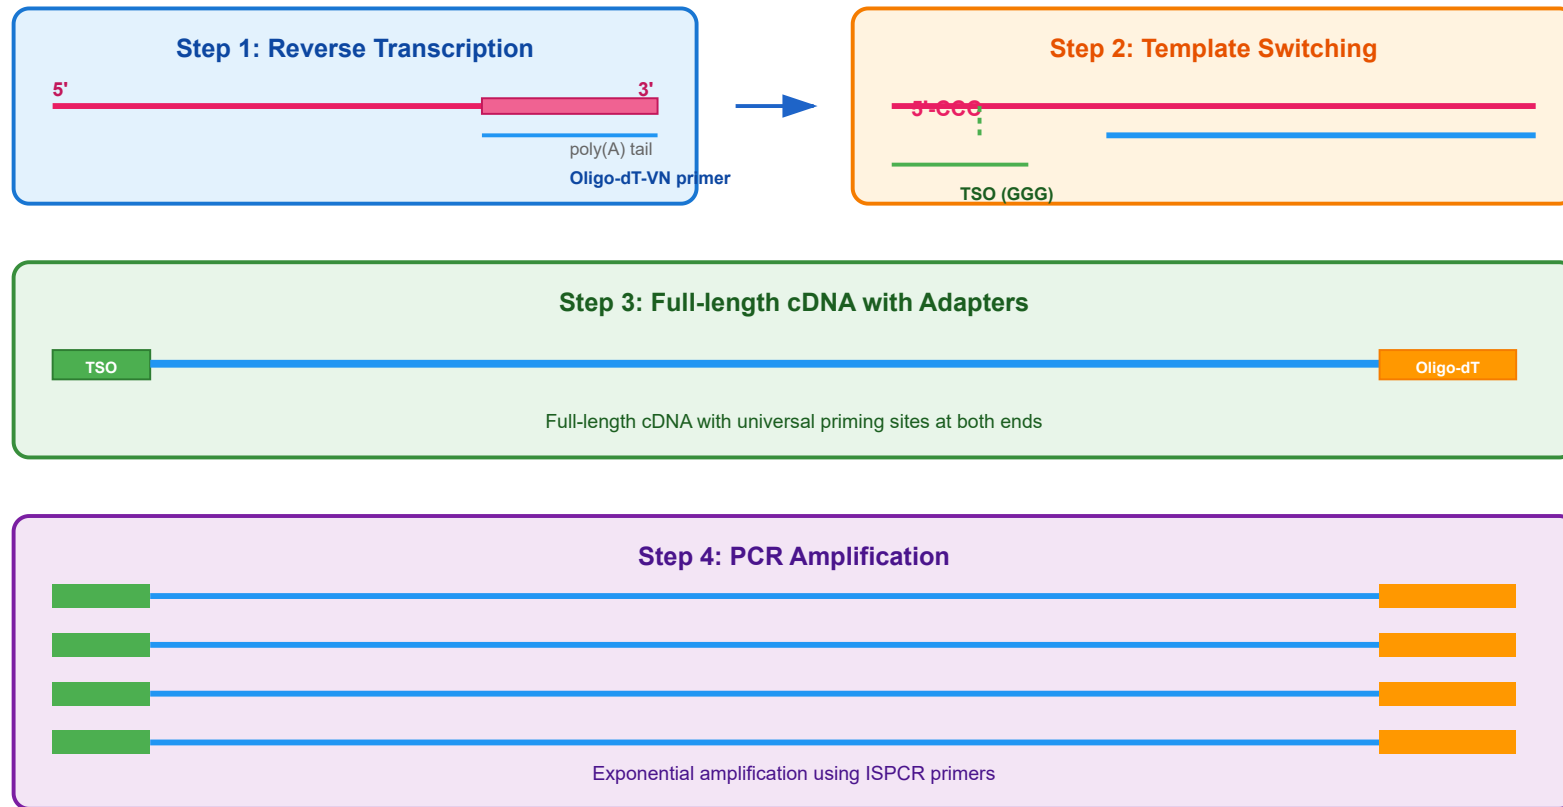 Step 1: Reverse Transcription
5'
3'
poly(A) tail
Oligo-dT-VN primer
Step 2: Template Switching
5'-CCC
TSO (GGG)
Step 3: Full-length cDNA with Adapters
TSO
Oligo-dT
Full-length cDNA with universal priming sites at both ends
Step 4: PCR Amplification
Exponential amplification using ISPCR primers